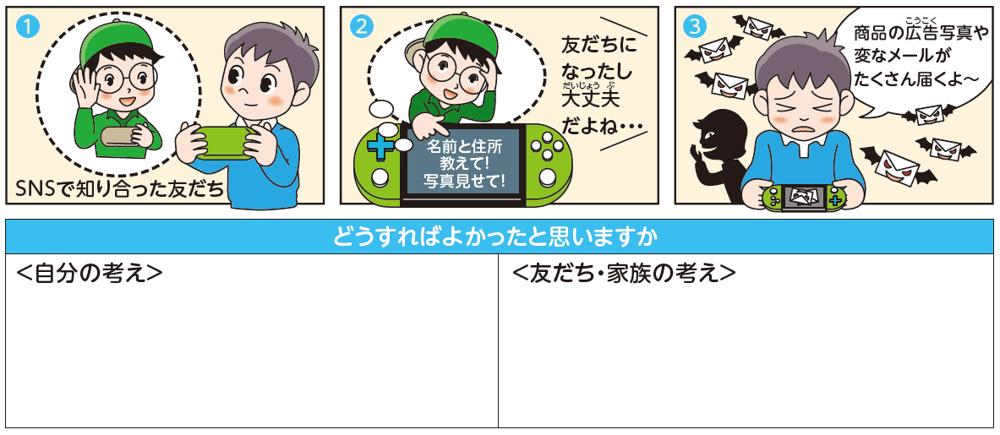 1
SNSで知り合った友だち
2
友だちに
なったし
だいじょうぶ
大丈夫
だよね・・・
名前と住所
教えて!
写真見せて!
3
こうこく
商品の広告写真や
変なメールが
たくさん届くよ〜
どうすればよかったと思いますか
<自分の考え>
<友だち・家族の考え>